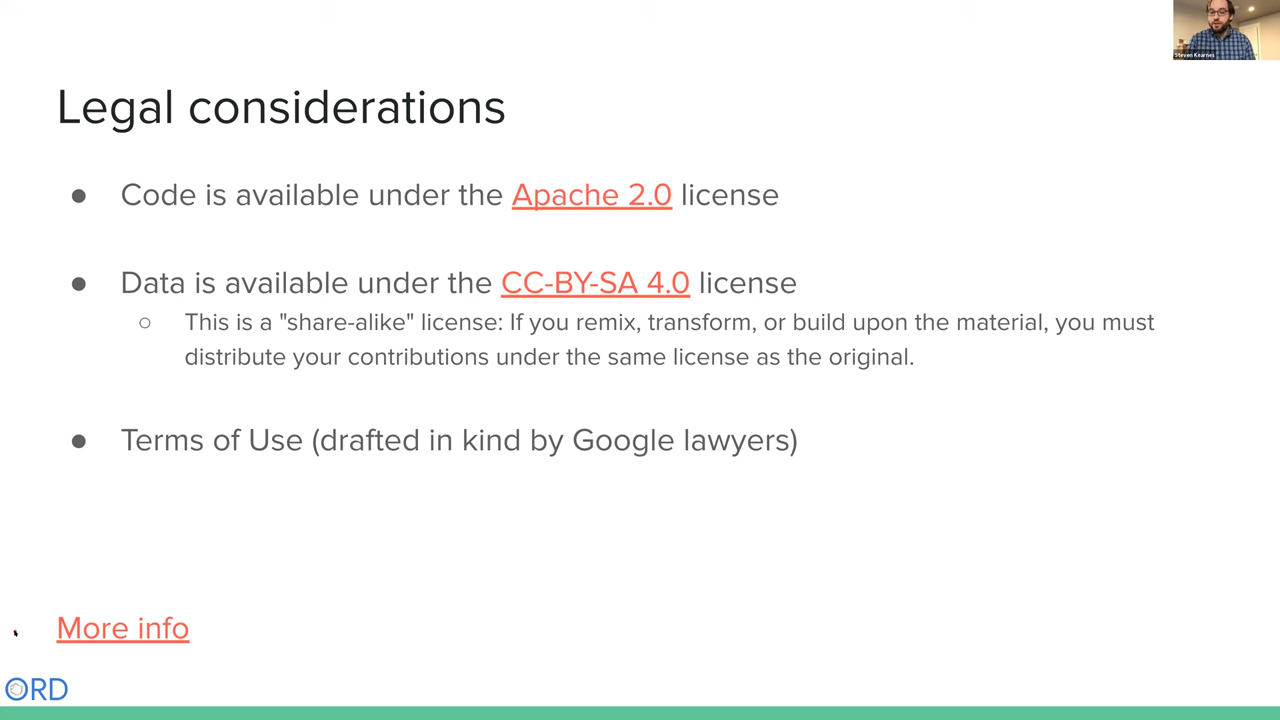 Steven Kearnes
Legal considerations
● Code is available under the Apache 2.0 license
● Data is available under the CC-BY-SA 4.0 license
○ This is a "share-alike" license: If you remix, transform, or build upon the material, you must
distribute your contributions under the same license as the original.
● Terms of Use (drafted in kind by Google lawyers)
More info
ORD